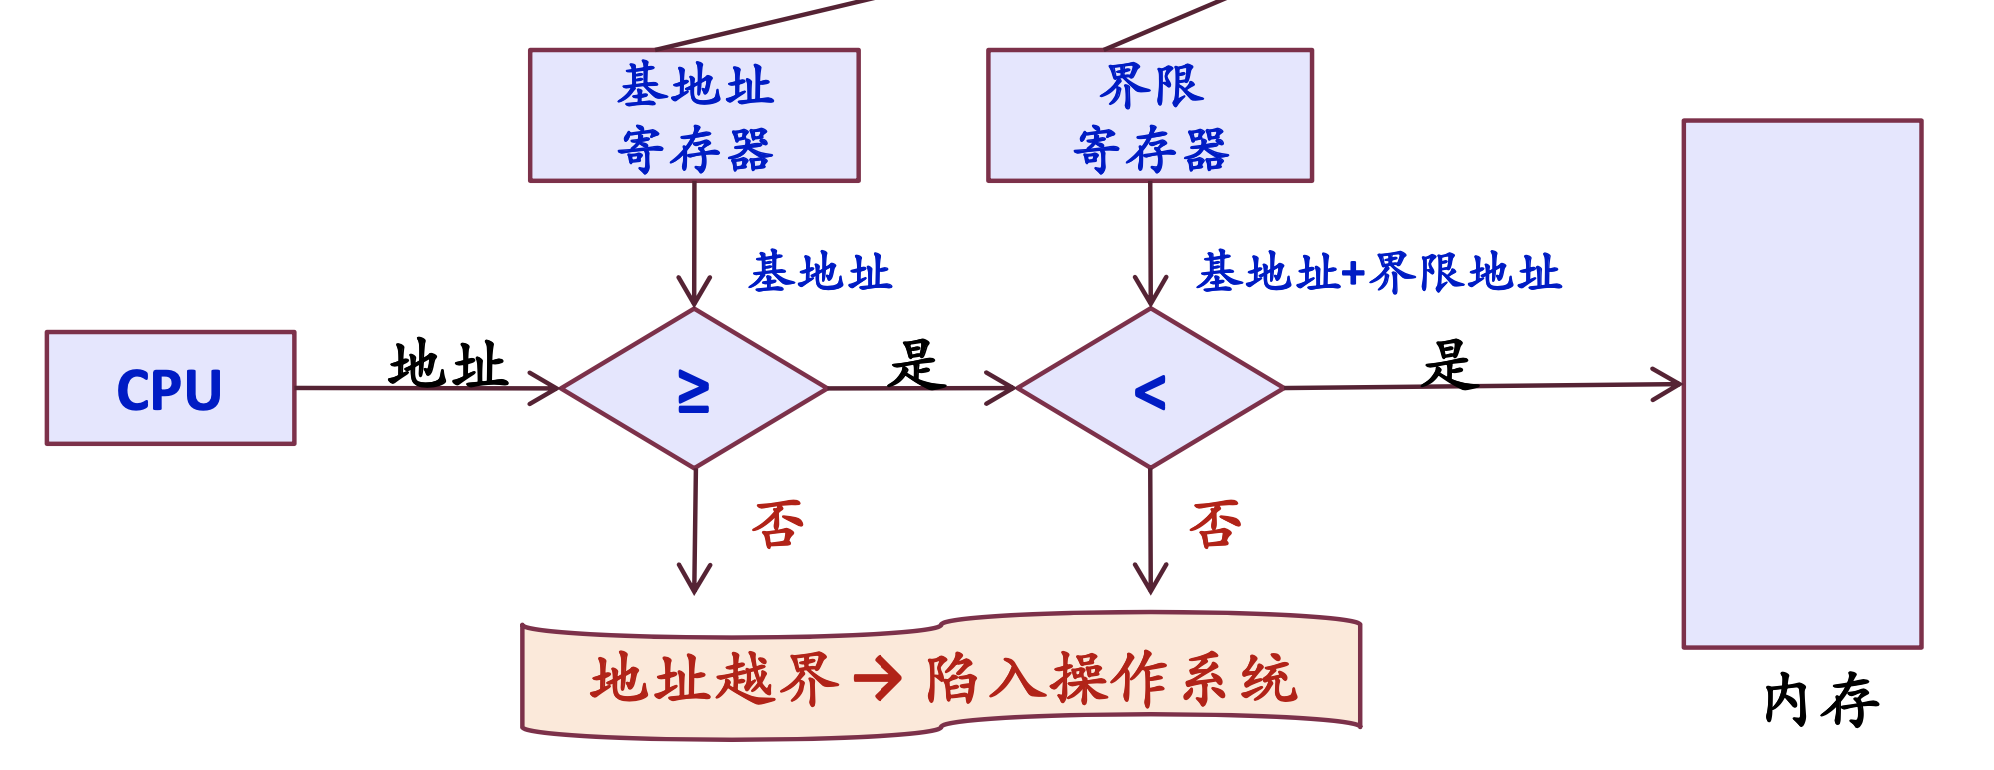 基地址
寄存器
界限
寄存器
基地址
基地址+界限地址
CPU
地址
≥
是
<
是
否
否
地址越界→陷入操作系统
内存